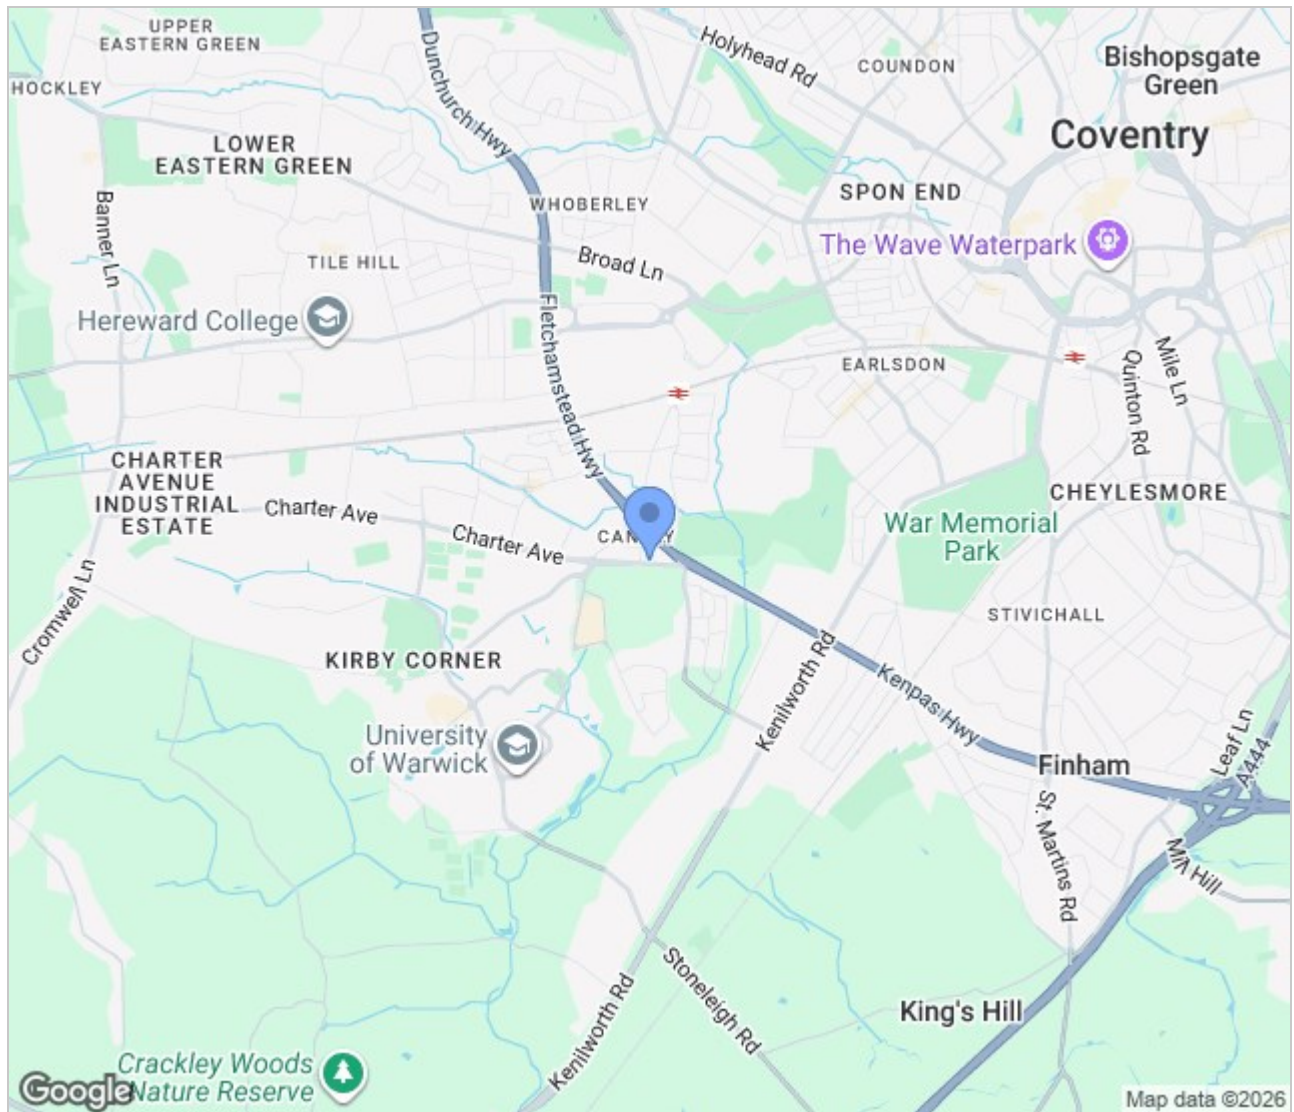 UPPER
EASTERN GREEN
HOCKLEY
Dunchurch Hwy
Holyhead Rd
COUNDON
Bishopsgate
Green
Coventry
LOWER
EASTERN GREEN
Banner Ln
WHOBERLEY
SPON END
Broad Ln
The Wave Waterpark
TILE HILL
Hereward College
Fletchamstead Hwy
EARLSDON
Mile Ln
Quinton Rd
CHARTER
AVENUE
INDUSTRIAL
ESTATE
Charter Ave
Charter Ave
CHEYLESMORE
War Memorial
Park
Cromwell Ln
STIVICHALL
KIRBY CORNER
Kenilworth Rd
Kenpas Hwy
University
of Warwick
Leaf Ln
A444
Finham
St. Martins Rd
Mill Hill
Stoneleigh Rd
Kenilworth Rd
King's Hill
Crackley Woods
Nature Reserve
Google
Map data ©2026